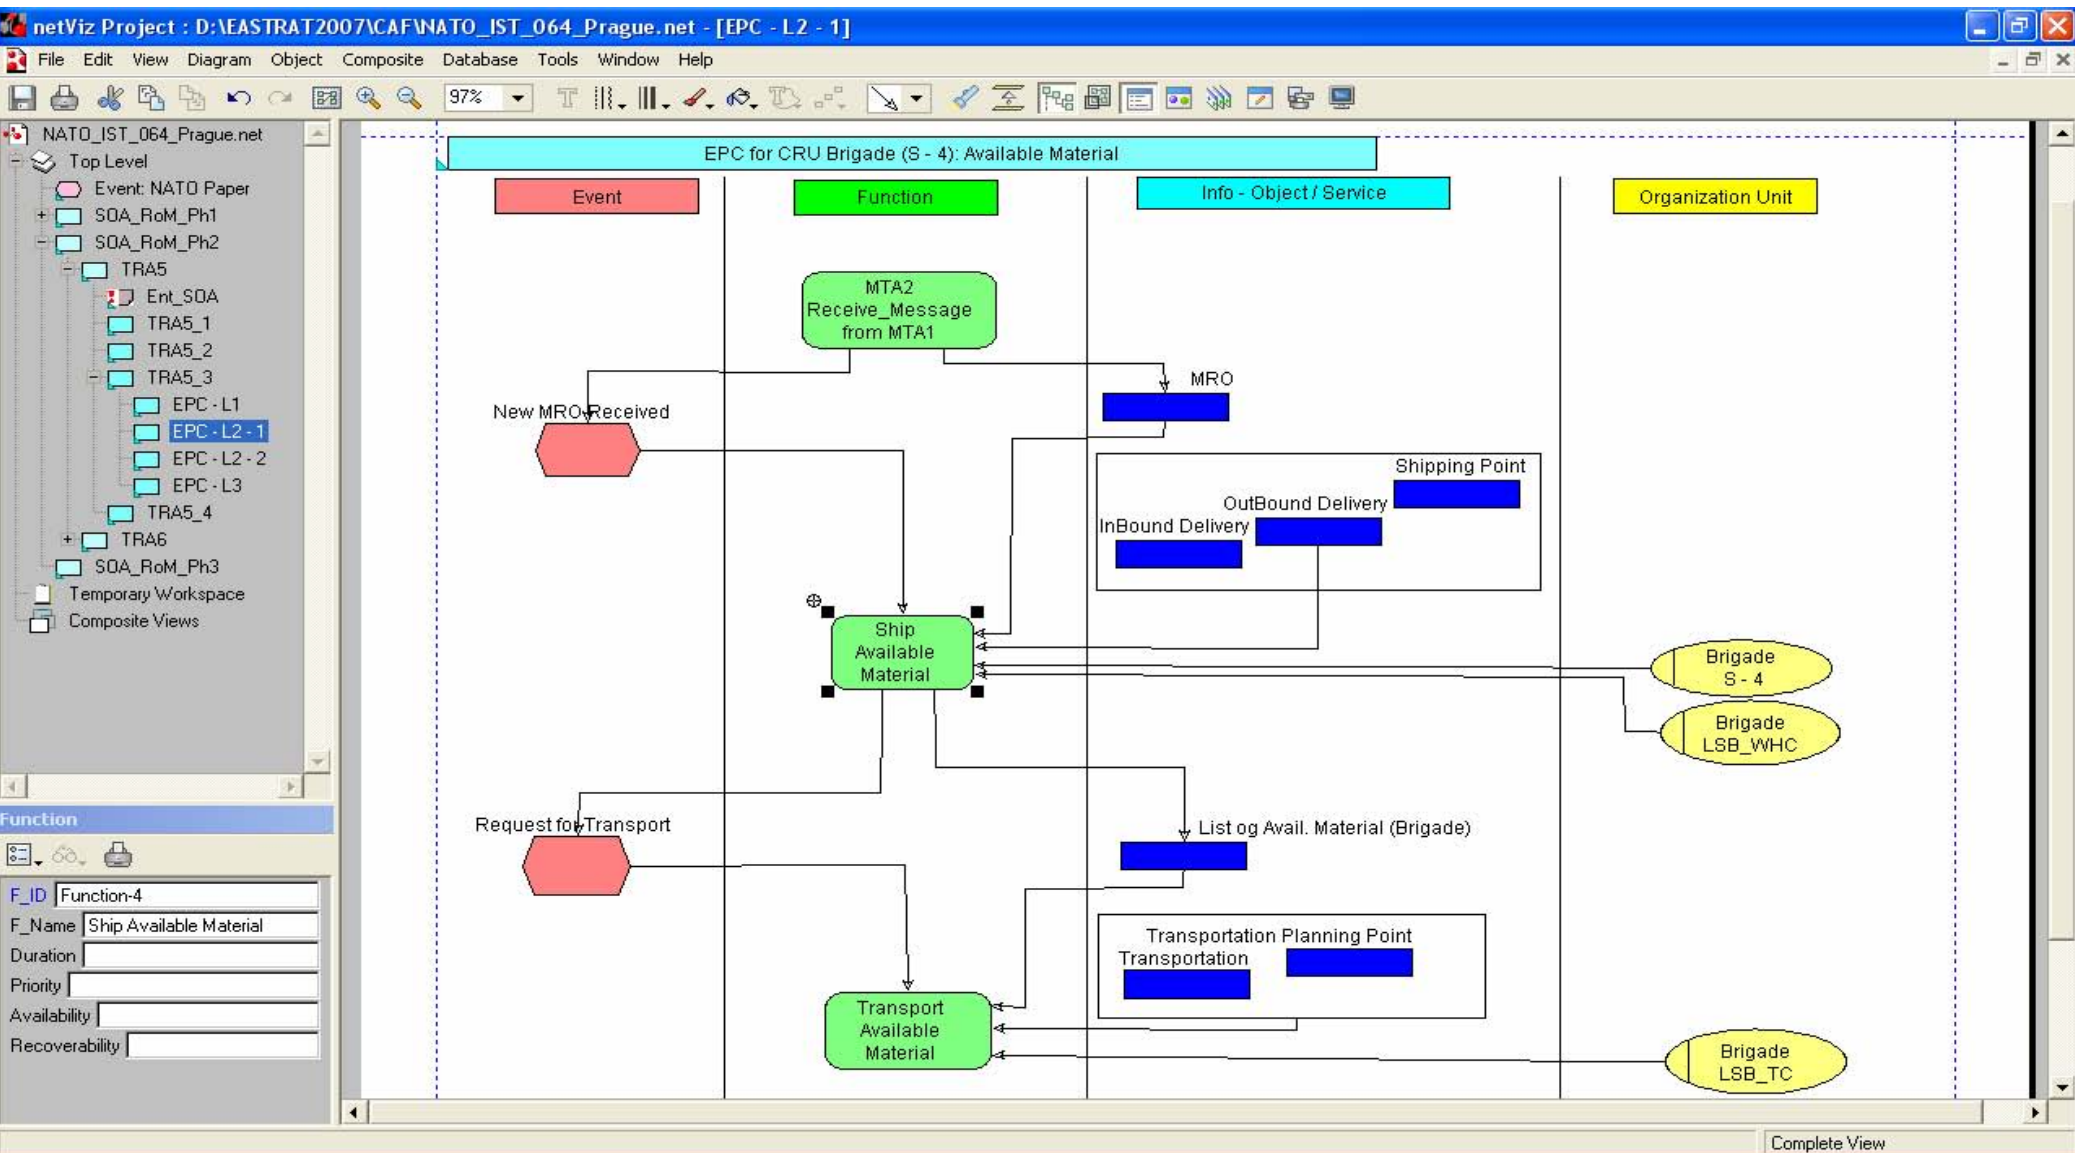 netViz Project : D:\EASTRAT2007\CAF\NATO_IST_064_Prague.net - [EPC - L2 - 1]
File Edit View Diagram Object Composite Database Tools Window Help
97%
NATO_IST_064_Prague.net
Top Level
Event: NATO Paper
SOA_RoM_Ph1
SOA_RoM_Ph2
TRA5
Ent_SOA
TRA5_1
TRA5_2
TRA5_3
EPC - L1
EPC - L2 - 1
EPC - L2 - 2
EPC - L3
TRA5_4
TRA6
SOA_RoM_Ph3
Temporary Workspace
Composite Views
Function
F_ID Function-4
F_Name Ship Available Material
Duration
Priority
Availability
Recoverability
EPC for CRU Brigade (S - 4): Available Material
Event
Function
Info - Object / Service
Organization Unit
MTA2
Receive_Message
from MTA1
MRO
New MRO Received
Shipping Point
OutBound Delivery
InBound Delivery
Ship
Available
Material
Brigade
S - 4
Brigade
LSB_WHC
Request for Transport
List og Avail. Material (Brigade)
Transportation Planning Point
Transportation
Transport
Available
Material
Brigade
LSB_TC
Complete View